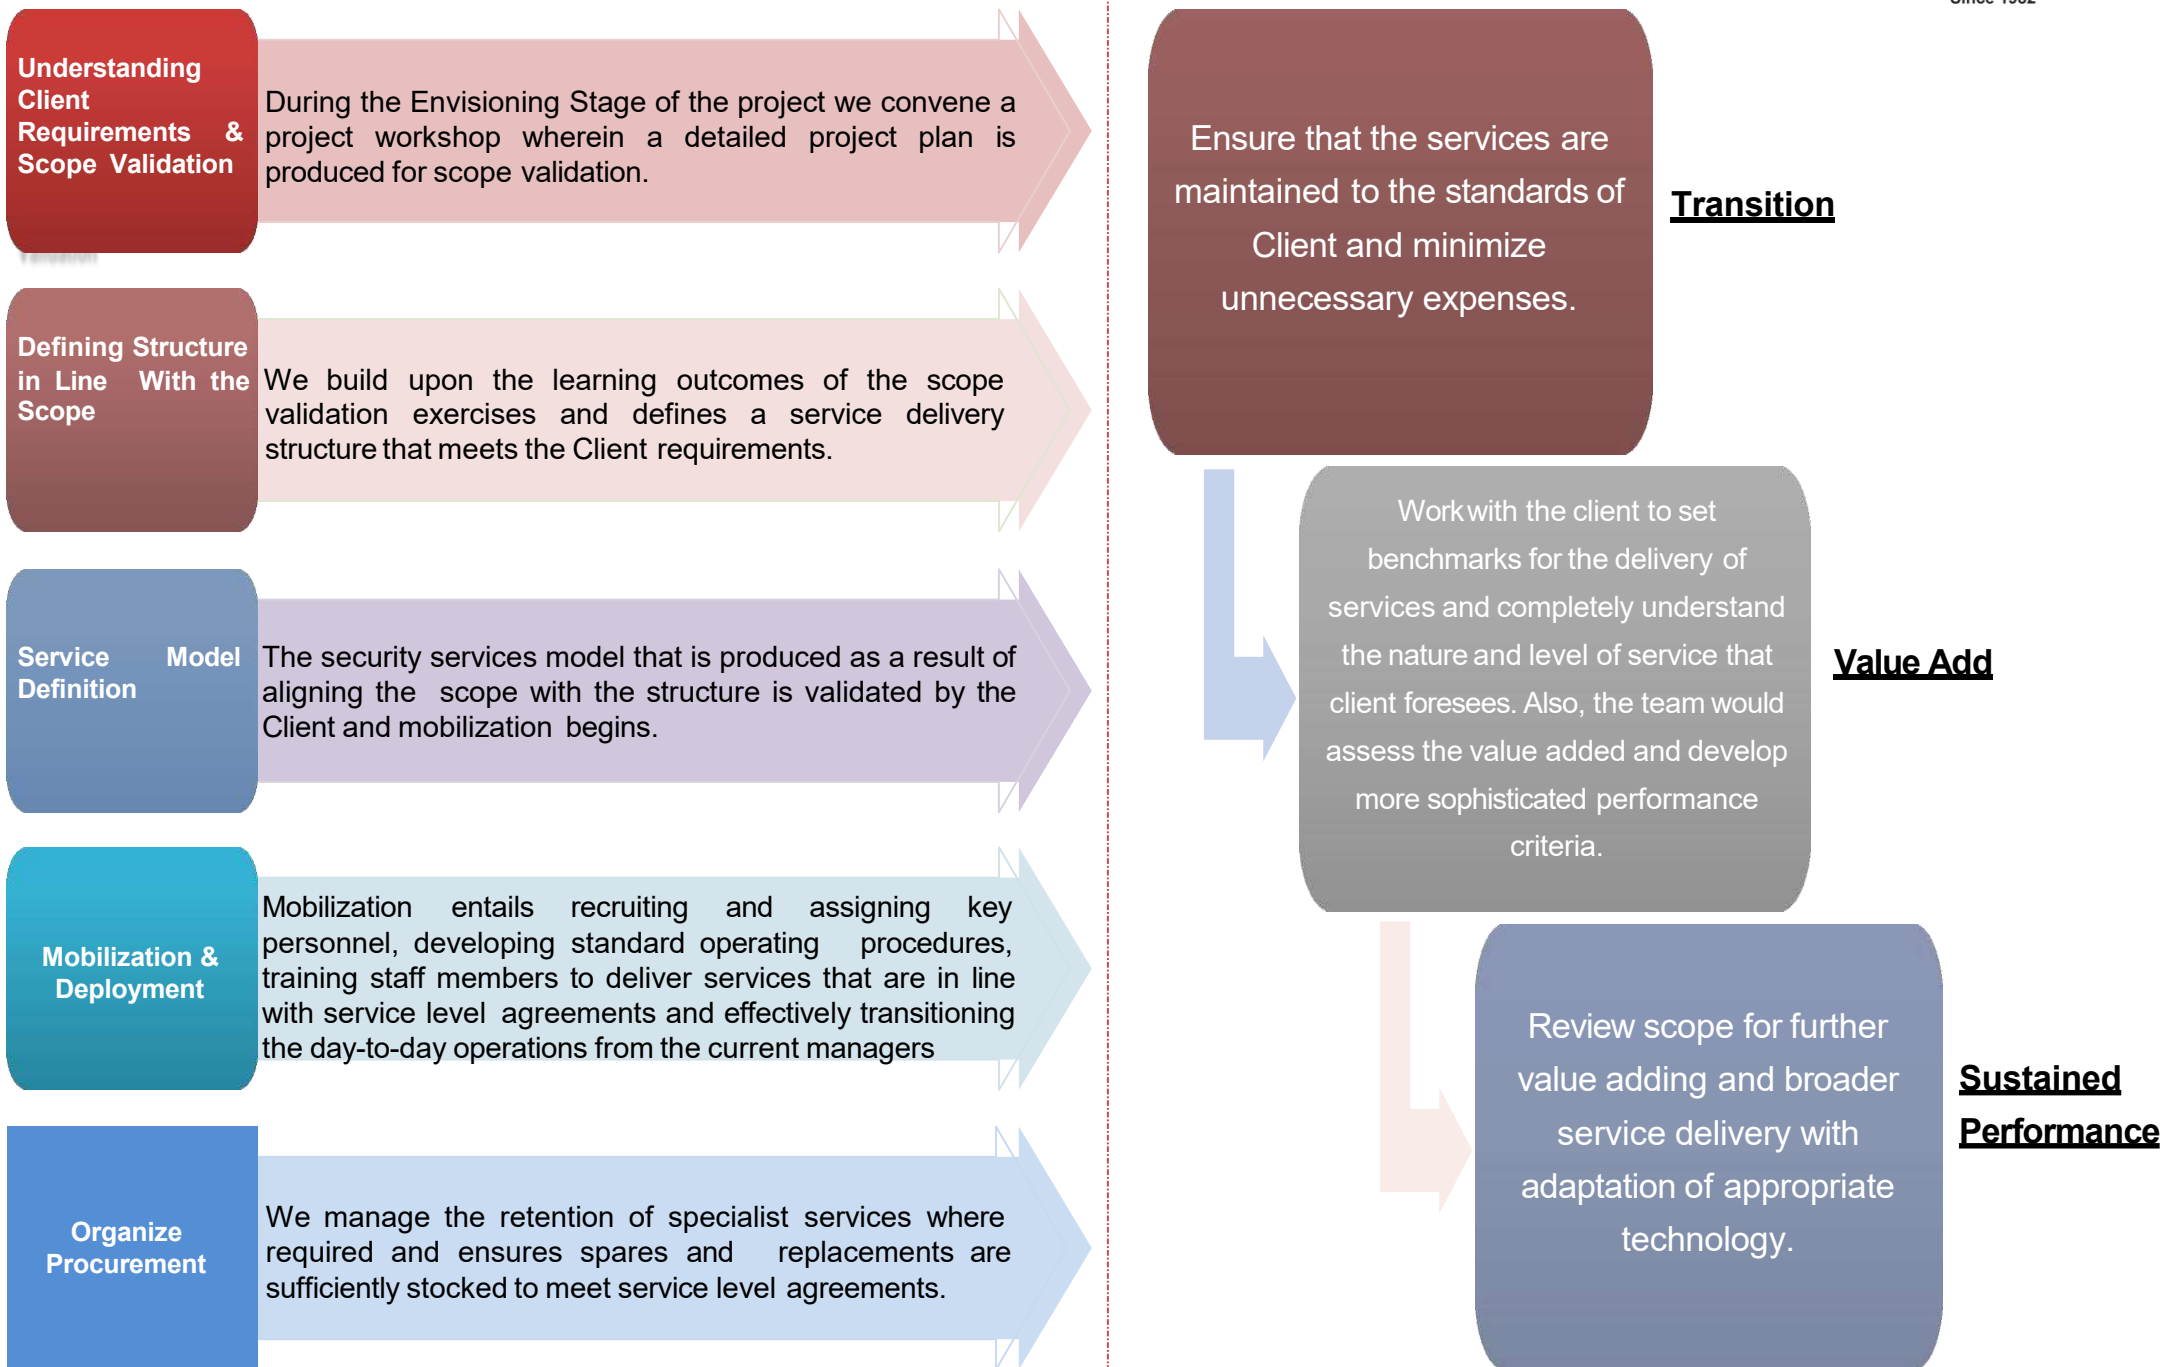 Since 1982
Understanding
Client
Requirements &
Scope Validation
During the Envisioning Stage of the project we convene a
project workshop wherein a detailed project plan is
produced for scope validation.
Validation
Defining Structure
in Line With the
Scope
We build upon the learning outcomes of the scope
validation exercises and defines a service delivery
structure that meets the Client requirements.
Service Model
Definition
The security services model that is produced as a result of
aligning the scope with the structure is validated by the
Client and mobilization begins.
Mobilization &
Deployment
Mobilization entails recruiting and assigning key
personnel, developing standard operating procedures,
training staff members to deliver services that are in line
with service level agreements and effectively transitioning
the day-to-day operations from the current managers
Organize
Procurement
We manage the retention of specialist services where
required and ensures spares and replacements are
sufficiently stocked to meet service level agreements.
Ensure that the services are
maintained to the standards of
Client and minimize
unnecessary expenses.
Transition
Work with the client to set
benchmarks for the delivery of
services and completely understand
the nature and level of service that
client foresees. Also, the team would
assess the value added and develop
more sophisticated performance
criteria.
Value Add
Review scope for further
value adding and broader
service delivery with
adaptation of appropriate
technology.
Sustained
Performance